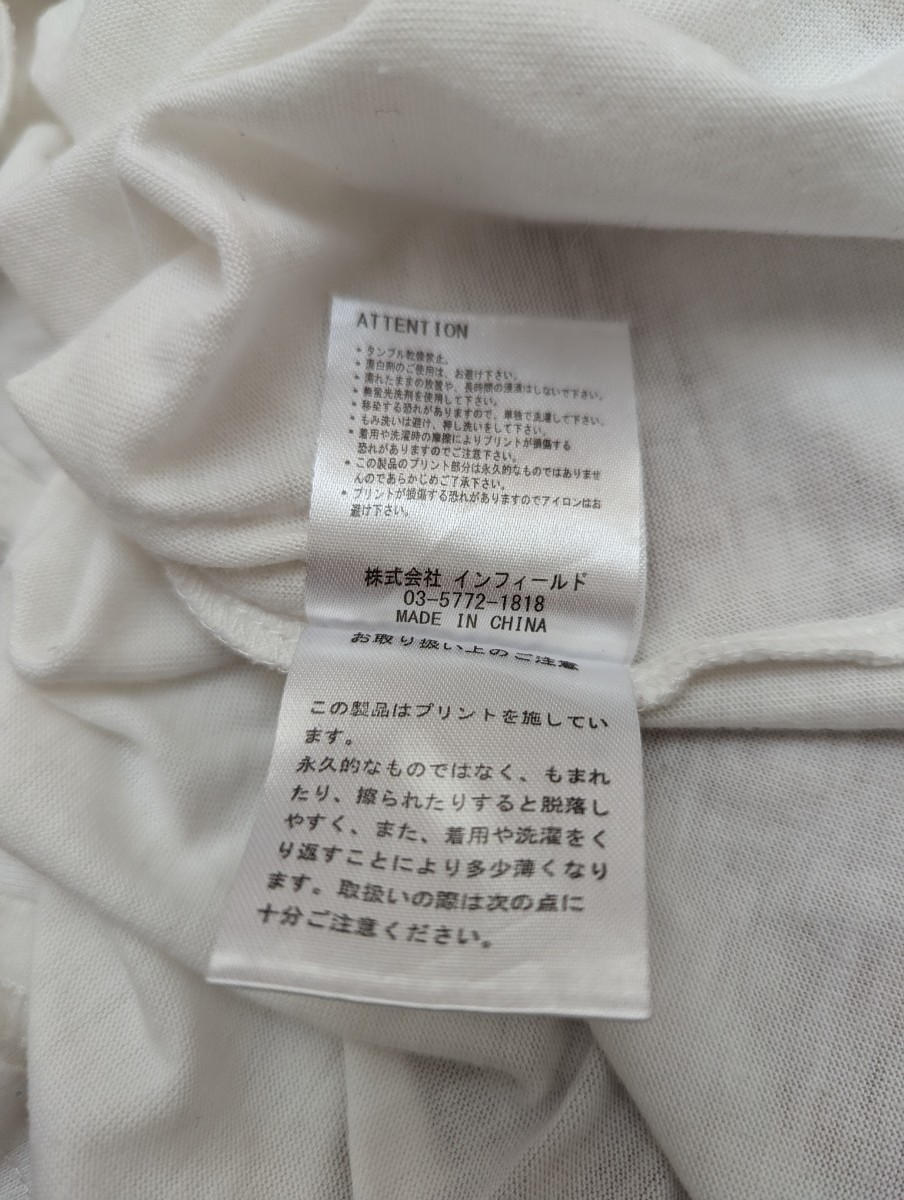 ATTENTION
* タンブル乾燥禁止。
* 漂白剤のご使用は、お避け下さい。
* 濡れたままの放置や、長時間の浸漬はしないで下さい。
* 無蛍光洗剤を使用して下さい。
* 移染する恐れがありますので、単独で洗濯して下さい。
* もみ洗いは避け、押し洗いをして下さい。
* 着用や洗濯時の摩擦によりプリントが損傷する
恐れがありますのでご注意下さい。
* この製品のプリント部分は永久的なものではありませ
んのであらかじめご了承下さい。
* プリントが損傷する恐れがありますのでアイロンはお
避け下さい。
株式会社 インフィールド
03-5772-1818
MADE IN CHINA
お取り扱い上のご注意
この製品はプリントを施してい
ます。
永久的なものではなく、もまれ
たり、擦られたりすると脱落し
やすく、また、着用や洗濯をく
り返すことにより多少薄くなり
ます。取扱いの際は次の点に
十分ご注意ください。